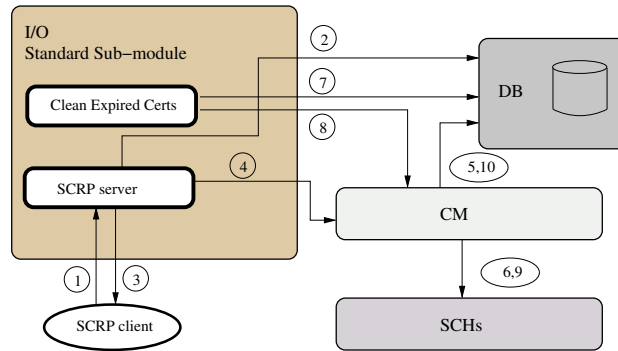 I/O
Standard Sub-module
2
7
DB
Clean Expired Certs
8
4
5,10
SCRP server
CM
1
3
6,9
SCRP client
SCHs